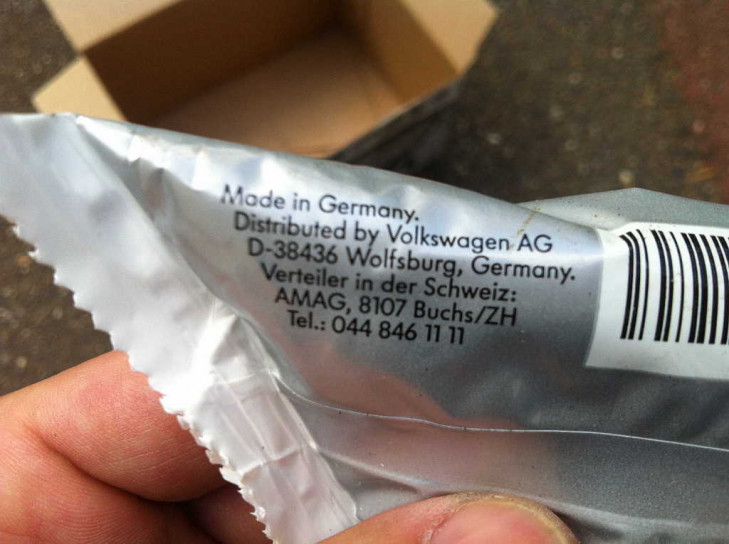 Made in Germany.
Distributed by Volkswagen AG
D-38436 Wolfsburg, Germany.
Verteiler in der Schweiz:
AMAG, 8107 Buchs/ZH
Tel.: 044 846 11 11